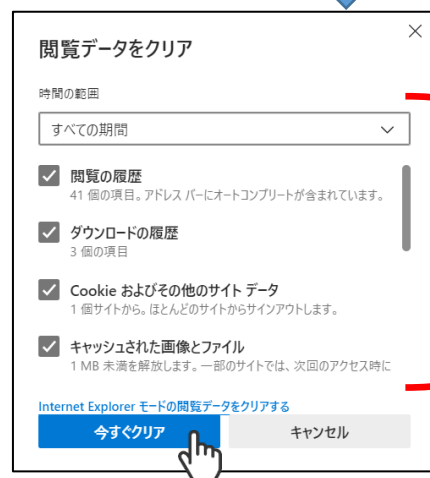 閲覧データをクリア
時間の範囲
すべての期間
閲覧の履歴
41 個の項目。アドレス バーにオートコンプリートが含まれています。
ダウンロードの履歴
3 個の項目
Cookie およびその他のサイト データ
1 個サイトから。ほとんどのサイトからサインアウトします。
キャッシュされた画像とファイル
1 MB 未満を解放します。一部のサイトでは、次回のアクセス時に
Internet Explorer モードの閲覧データをクリアする
今すぐクリア
キャンセル